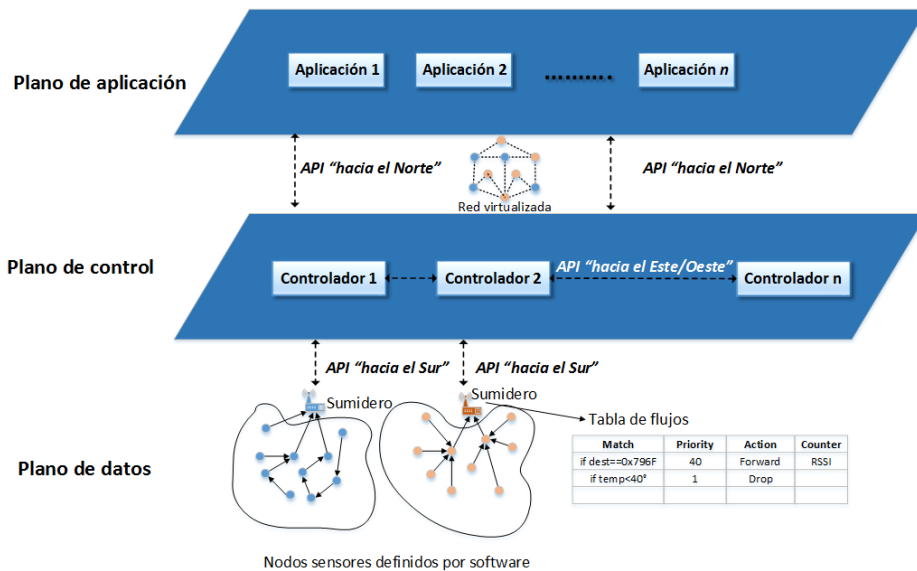 Plano de aplicación
Aplicación 1
Aplicación 2
..........
Aplicación n
API “hacia el Norte”
API “hacia el Norte”
Red virtualizada
Plano de control
Controlador 1
Controlador 2
API “hacia el Este/Oeste”
Controlador n
API “hacia el Sur”
API “hacia el Sur”
Sumidero
Sumidero
Tabla de flujos
Plano de datos
Match Priority Action Counter
if dest==0x796F 40 Forward RSSI
if temp<40° 1 Drop
Nodos sensores definidos por software